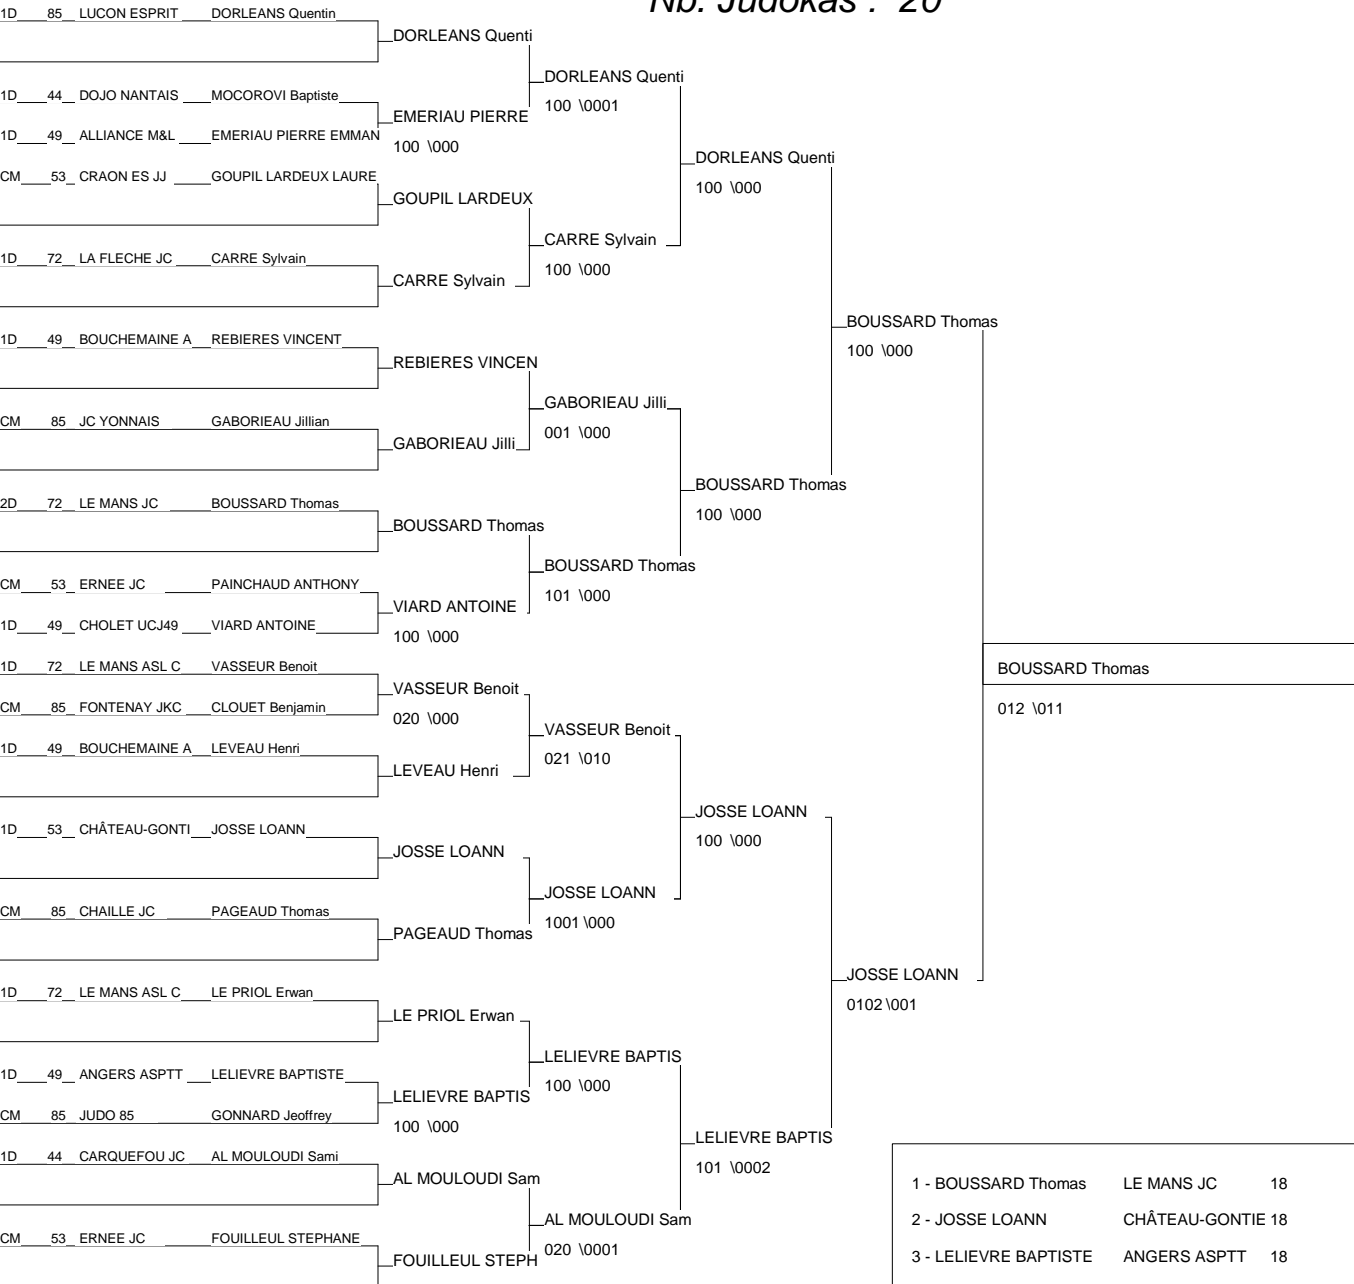 Nb. Judokas : 20
1D 85 LUCON ESPRIT DORLEANS Quentin
DORLEANS Quenti
DORLEANS Quenti
100 \0001
1D 44 DOJO NANTAIS MOCOROVI Baptiste
EMERIAU PIERRE
100 \000
1D 49 ALLIANCE M&L EMERIAU PIERRE EMMAN
DORLEANS Quenti
100 \000
CM 53 CRAON ES JJ GOUPIL LARDEUX LAURE
GOUPIL LARDEUX
CARRE Sylvain
100 \000
1D 72 LA FLECHE JC CARRE Sylvain
CARRE Sylvain
BOUSSARD Thomas
100 \000
1D 49 BOUCHEMAINE A REBIERES VINCENT
REBIERES VINCEN
GABORIEAU Jilli
001 \000
CM 85 JC YONNAIS GABORIEAU Jillian
GABORIEAU Jilli
BOUSSARD Thomas
100 \000
2D 72 LE MANS JC BOUSSARD Thomas
BOUSSARD Thomas
BOUSSARD Thomas
101 \000
CM 53 ERNEE JC PAINCHAUD ANTHONY
VIARD ANTOINE
100 \000
1D 49 CHOLET UCJ49 VIARD ANTOINE
BOUSSARD Thomas
012 \011
1D 72 LE MANS ASL C VASSEUR Benoit
VASSEUR Benoit
020 \000
CM 85 FONTENAY JKC CLOUET Benjamin
VASSEUR Benoit
021 \010
1D 49 BOUCHEMAINE A LEVEAU Henri
LEVEAU Henri
JOSSE LOANN
100 \000
1D 53 CHÂTEAU-GONTI JOSSE LOANN
JOSSE LOANN
JOSSE LOANN
1001 \000
CM 85 CHAILLE JC PAGEAUD Thomas
PAGEAUD Thomas
JOSSE LOANN
0102 \001
1D 72 LE MANS ASL C LE PRIOL Erwan
LE PRIOL Erwan
LELIEVRE BAPTIS
100 \000
1D 49 ANGERS ASPTT LELIEVRE BAPTISTE
LELIEVRE BAPTIS
100 \000
CM 85 JUDO 85 GONNARD Jeoffrey
LELIEVRE BAPTIS
101 \0002
1D 44 CARQUEFOU JC AL MOULOUDI Sami
AL MOULOUDI Sam
AL MOULOUDI Sam
020 \0001
CM 53 ERNEE JC FOUILLEUL STEPHANE
FOUILLEUL STEPH
1 - BOUSSARD Thomas LE MANS JC 18
2 - JOSSE LOANN CHÂTEAU-GONTIE 18
3 - LELIEVRE BAPTISTE ANGERS ASPTT 18